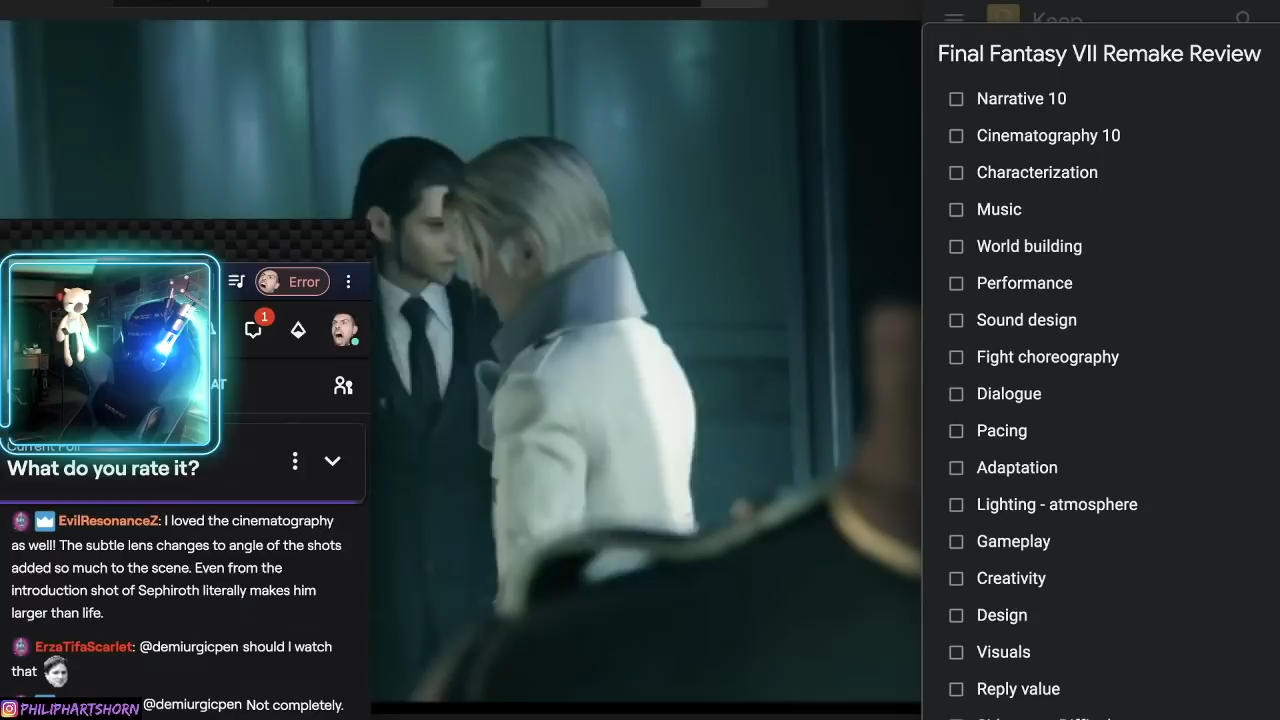 Keep
Final Fantasy VII Remake Review
Narrative 10
Cinematography 10
Characterization
Music
World building
Performance
Sound design
Fight choreography
Dialogue
Pacing
Adaptation
Lighting - atmosphere
Gameplay
Creativity
Design
Visuals
Reply value
Error
1
AT
Current Poll
What do you rate it?
EvilResonanceZ: I loved the cinematography
as well! The subtle lens changes to angle of the shots
added so much to the scene. Even from the
introduction shot of Sephiroth literally makes him
larger than life.
ErzaTifaScarlet: @demiurgicpen should I watch
that
@demiurgicpen Not completely.
PHILIPHARTSHORN